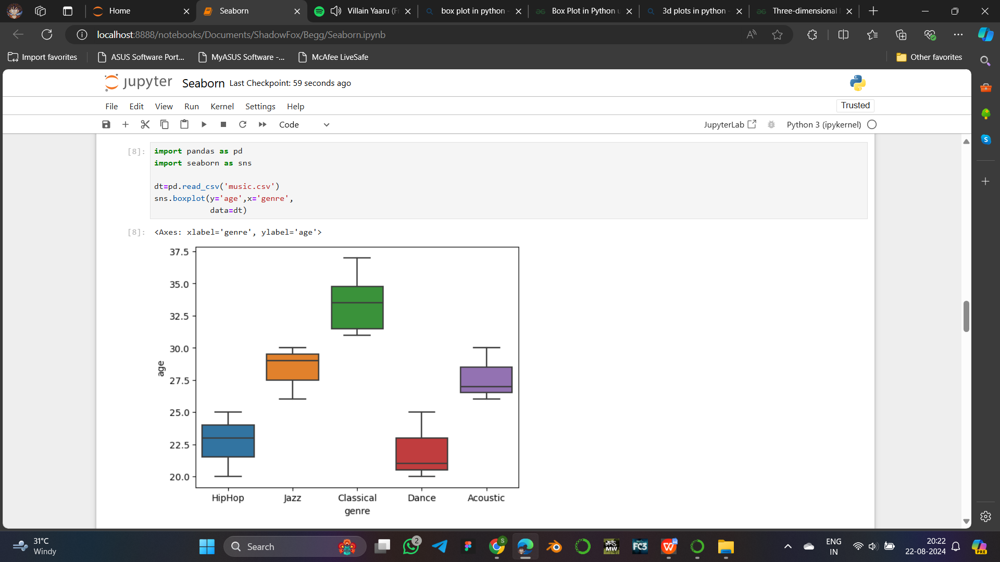 Home
Seaborn
Villain Yaaru (F
box plot in python -
Box Plot in Python u
3d plots in python -
Three-dimensional
localhost:8888/notebooks/Documents/ShadowFox/Begg/Seaborn.ipynb
Import favorites
ASUS Software Port...
MyASUS Software -...
McAfee LiveSafe
Other favorites
jupyter Seaborn Last Checkpoint: 59 seconds ago
File Edit View Run Kernel Settings Help
Trusted
Code
JupyterLab
Python 3 (ipykernel)
[8]: import pandas as pd
import seaborn as sns
dt=pd.read_csv('music.csv')
sns.boxplot(y='age',x='genre',
data=dt)
[8]: <Axes: xlabel='genre', ylabel='age'>
37.5
35.0
32.5
30.0
27.5
25.0
22.5
20.0
age
HipHop Jazz Classical Dance Acoustic
genre
31°C
Windy
Search
2
S
MW
FC3
W
ENG
IN
20:22
22-08-2024
PRE